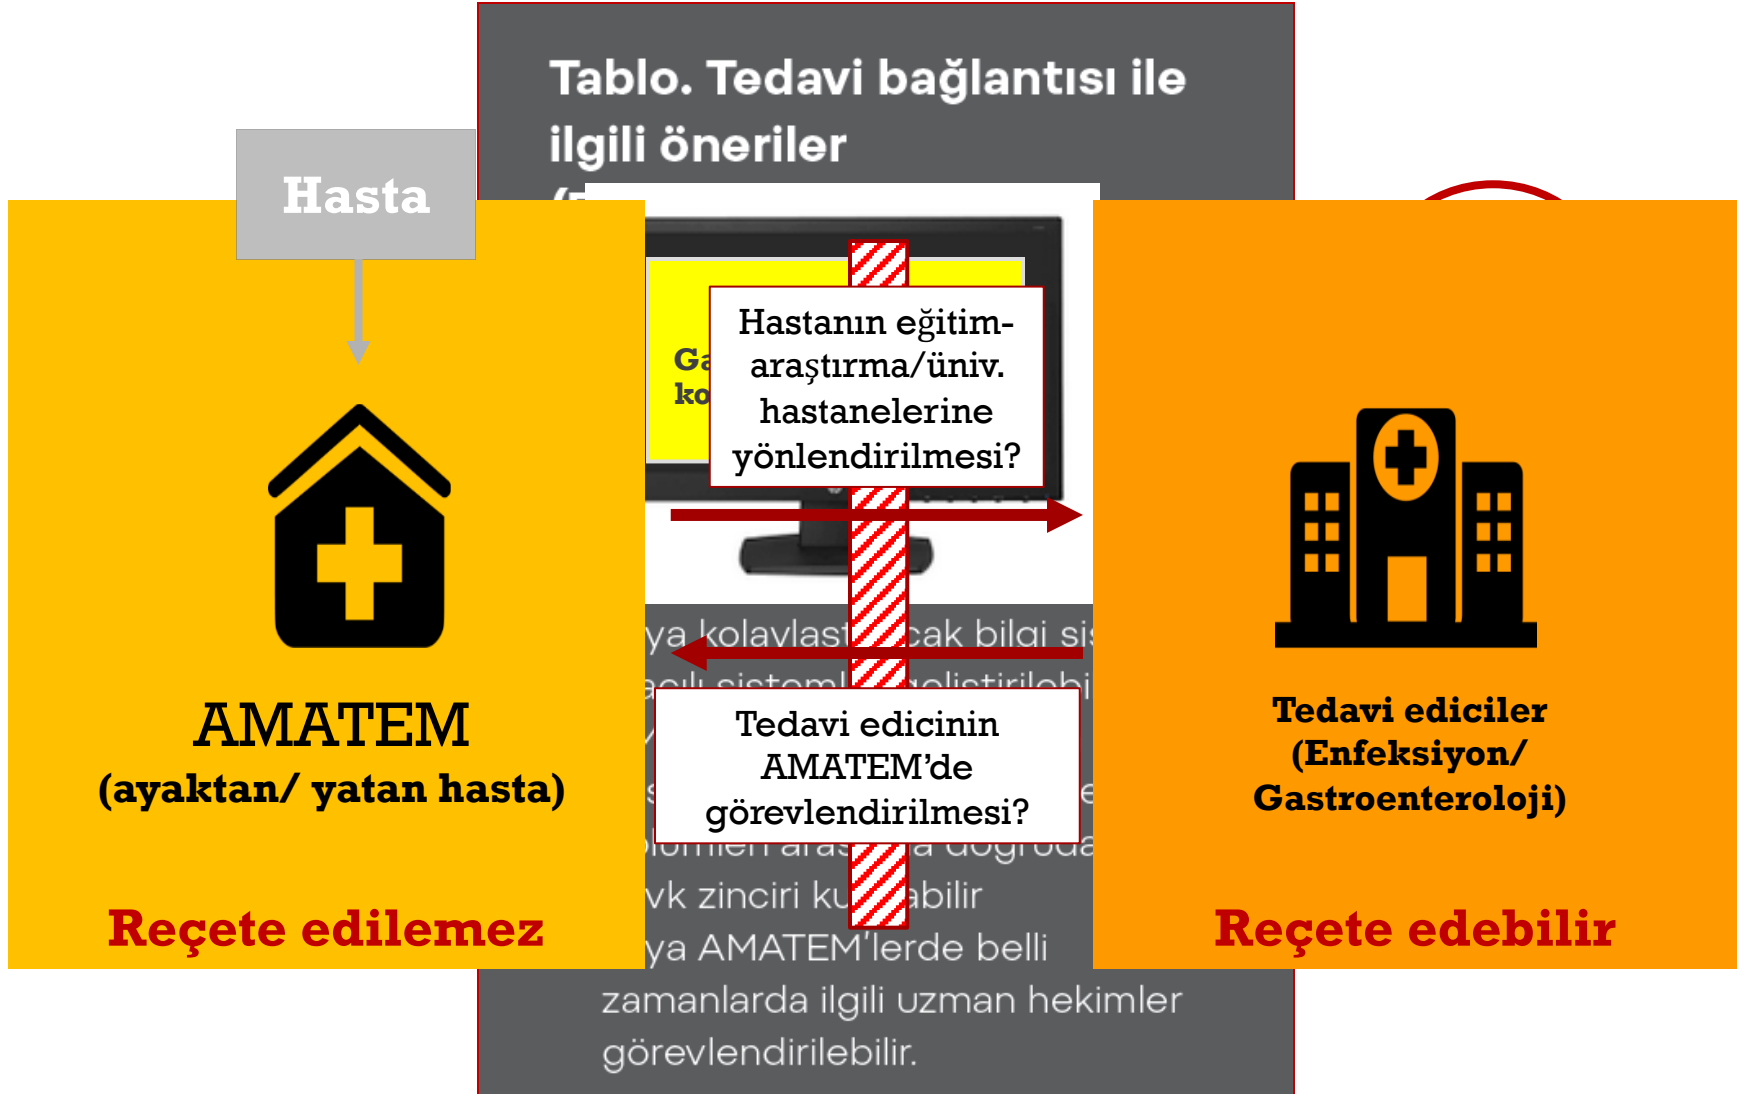 Tablo. Tedavi bağlantısı ile
ilgili öneriler
Hasta
AMATEM
(ayaktan/ yatan hasta)
Reçete edilemez
Hastanın eğitim-
araştırma/üniv.
hastanelerine
yönlendirilmesi?
ya
bilgi
Tedavi edicinin
AMATEM’de
görevlendirilmesi?
zinciri
AMATEM’lerde belli
zamanlarda ilgili uzman hekimler
görevlendirilebilir.
Tedavi ediciler
(Enfeksiyon/
Gastroenteroloji)
Reçete edebilir